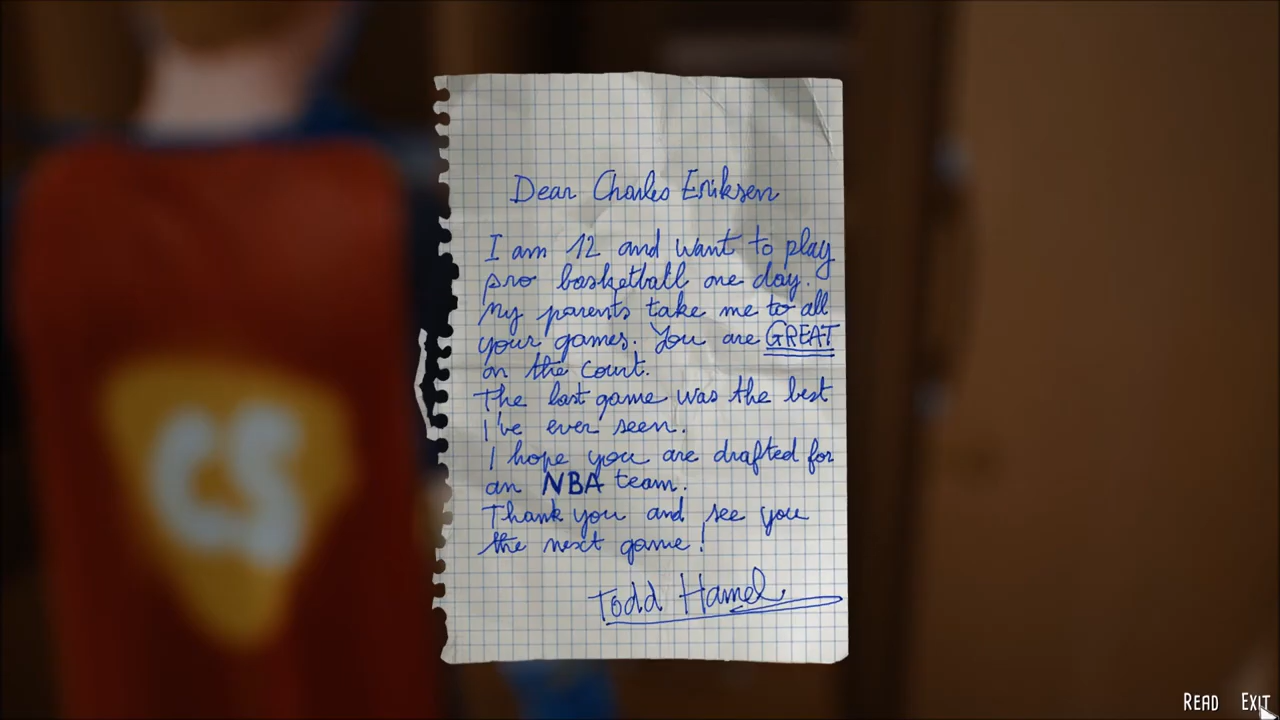 Dear Charles Eriksen
I am 12 and want to play
pro basketball one day.
My parents take me to all
your games. You are GREAT
on the court.
The last game was the best
I've ever seen.
I hope you are drafted for
an NBA team.
Thank you and see you
the next game!
Todd Hamel
CS
READ EXIT